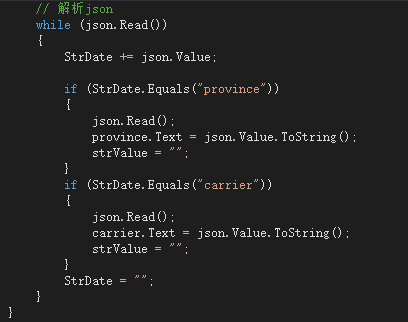 // 解析json
while (json.Read())
{
StrDate += json.Value;
if (StrDate.Equals("province"))
{
json.Read();
province.Text = json.Value.ToString();
strValue = "";
}
if (StrDate.Equals("carrier"))
{
json.Read();
carrier.Text = json.Value.ToString();
strValue = "";
}
StrDate = "";
}
}